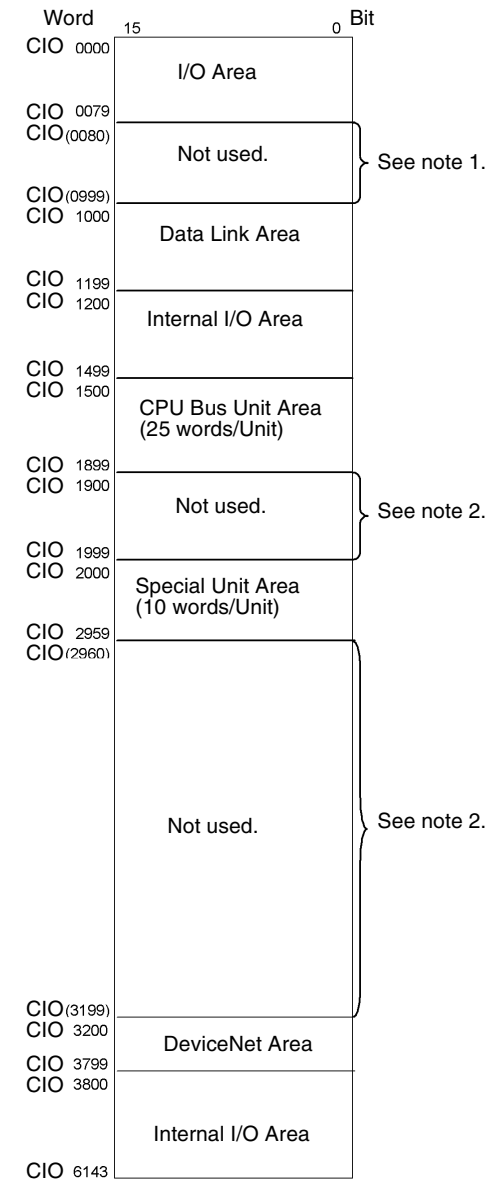 Word 15 0 Bit
CIO 0000
I/O Area
CIO 0079
CIO(0080)
Not used.
See note 1.
CIO(0999)
CIO 1000
Data Link Area
CIO 1199
CIO 1200
Internal I/O Area
CIO 1499
CIO 1500
CPU Bus Unit Area
(25 words/Unit)
CIO 1899
CIO 1900
Not used.
See note 2.
CIO 1999
CIO 2000
Special Unit Area
(10 words/Unit)
CIO 2959
CIO(2960)
Not used.
See note 2.
CIO(3199)
CIO 3200
DeviceNet Area
CIO 3799
CIO 3800
Internal I/O Area
CIO 6143